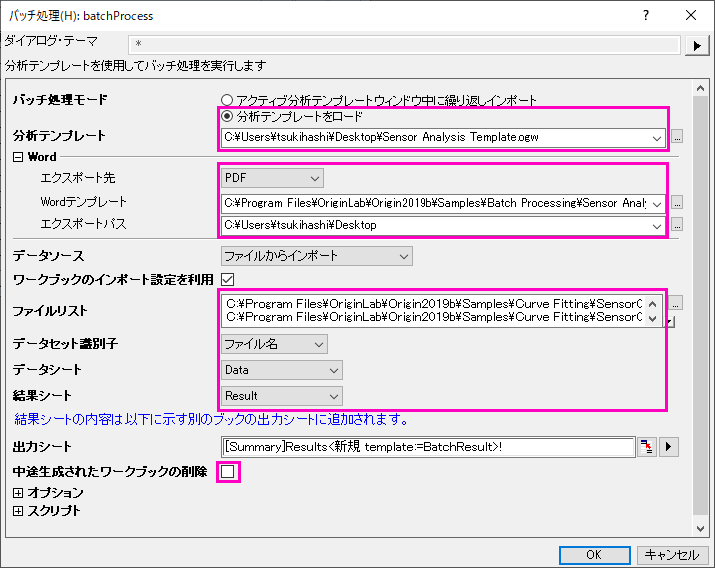 バッチ処理(H): batchProcess ?
ダイアログ・テーマ *
分析テンプレートを使用してバッチ処理を実行します
バッチ処理モード アクティブ分析テンプレートウィンドウ中に繰り返しインポート
分析テンプレートをロード
分析テンプレート C:¥Users¥tsukihashi¥Desktop¥Sensor Analysis Template.ogw ...
Word
エクスポート先 PDF
Wordテンプレート C:¥Program Files¥OriginLab¥Origin2019b¥Samples¥Batch Processing¥Sensor Analy ...
エクスポートパス C:¥Users¥tsukihashi¥Desktop ...
データソース ファイルからインポート
ワークブックのインポート設定を利用
ファイルリスト C:¥Program Files¥OriginLab¥Origin2019b¥Samples¥Curve Fitting¥Sensor0 ...
C:¥Program Files¥OriginLab¥Origin2019b¥Samples¥Curve Fitting¥Sensor0
データセット識別子 ファイル名
データシート Data
結果シート Result
結果シートの内容は以下に示す別のブックの出力シートに追加されます。
出力シート [Summary]Results<新規 template:=BatchResult>!
中途生成されたワークブックの削除
オプション
スクリプト
OK キャンセル